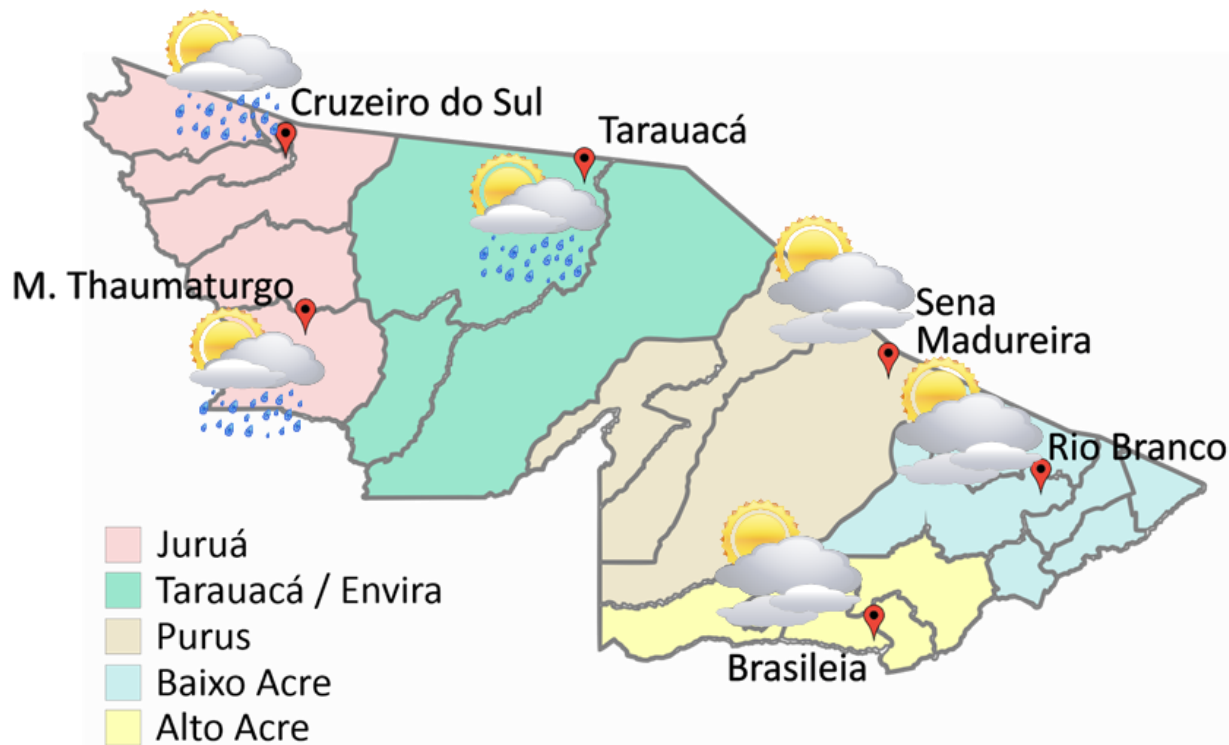 Cruzeiro do Sul
Tarauacá
M. Thaumaturgo
Sena
Madureira
Rio Branco
Brasileia
Juruá
Tarauacá / Envira
Purus
Baixo Acre
Alto Acre